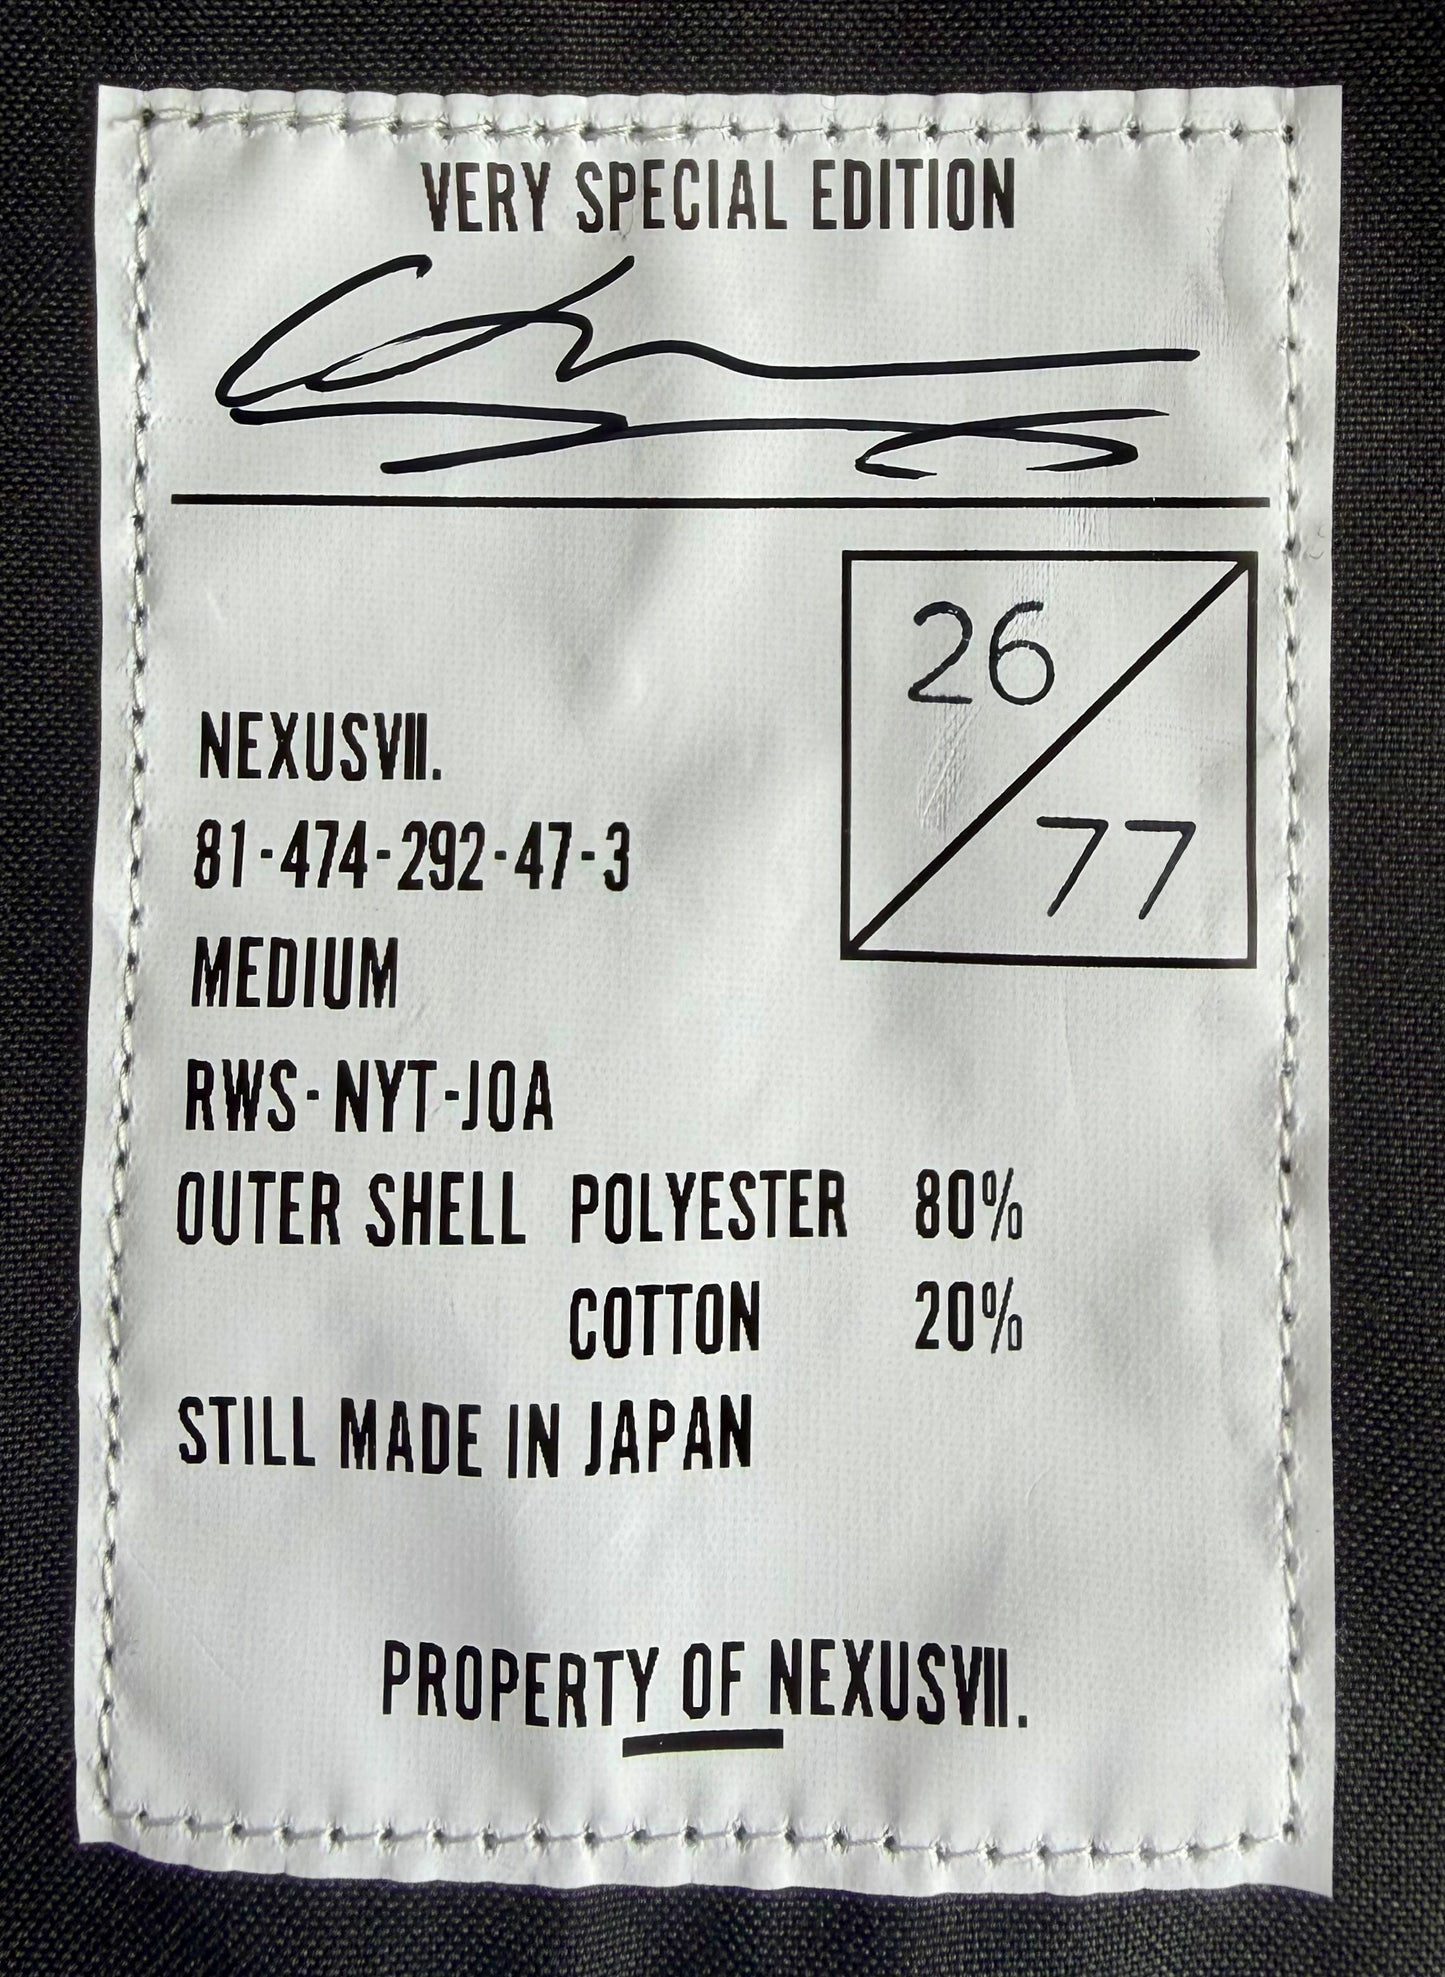 VERY SPECIAL EDITION
26
77
NEXUSVII.
81-474-292-47-3
MEDIUM
RWS-NYT-JOA
OUTER SHELL POLYESTER 80%
COTTON 20%
STILL MADE IN JAPAN
PROPERTY OF NEXUSVII.